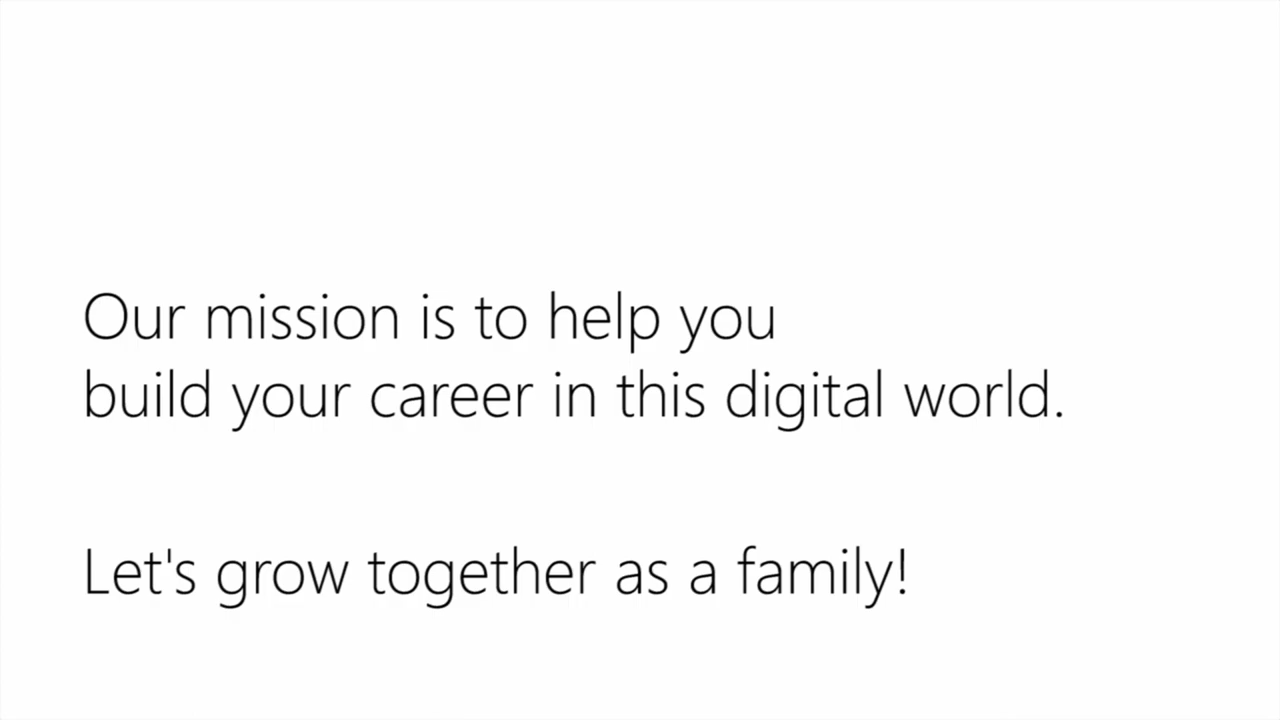 Our mission is to help you
build your career in this digital world.
Let's grow together as a family!